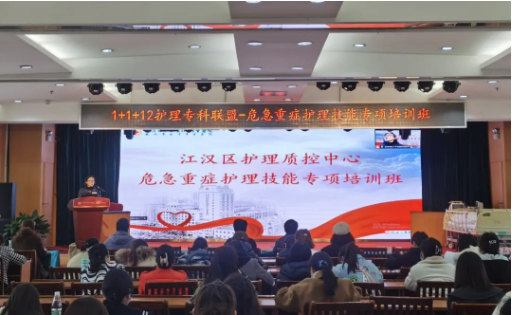 1+1+12护理专科联盟-危急重症护理技能专项培训班
江汉区护理质控中心
危急重症护理技能专项培训班